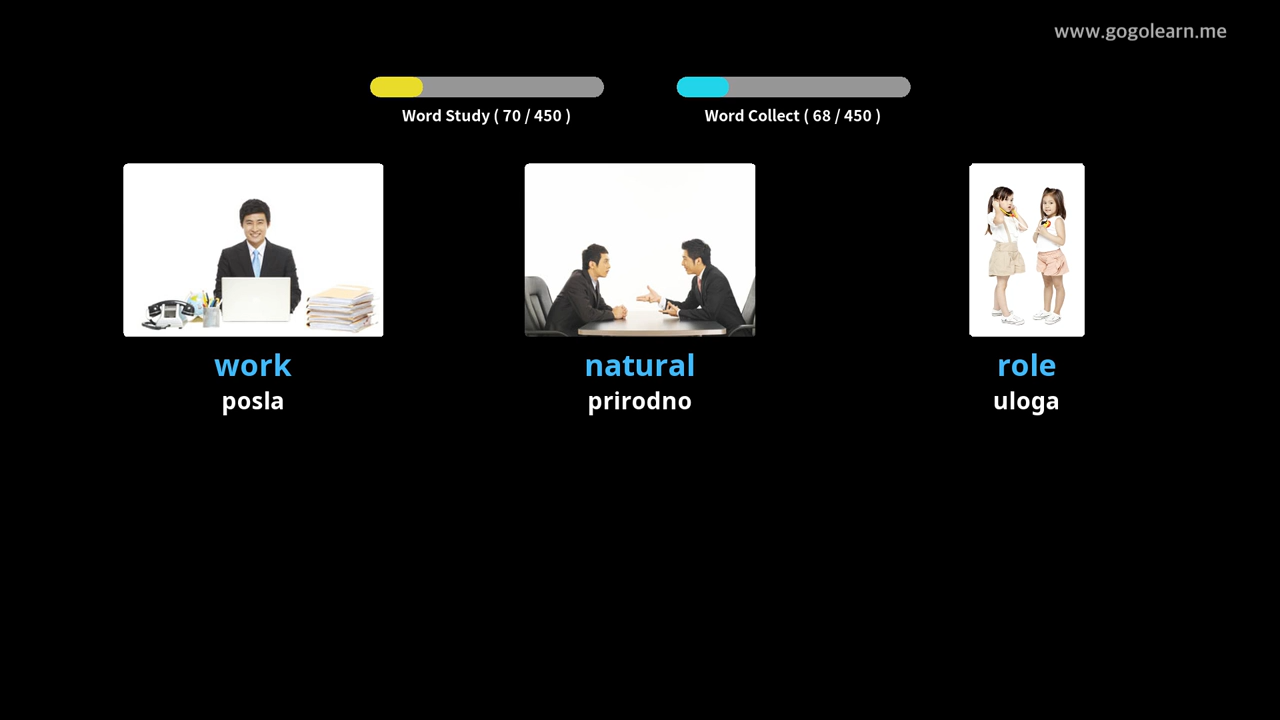 www.gogolearn.me
Word Study ( 70 / 450 )
Word Collect ( 68 / 450 )
work
natural
role
posla
prirodno
uloga